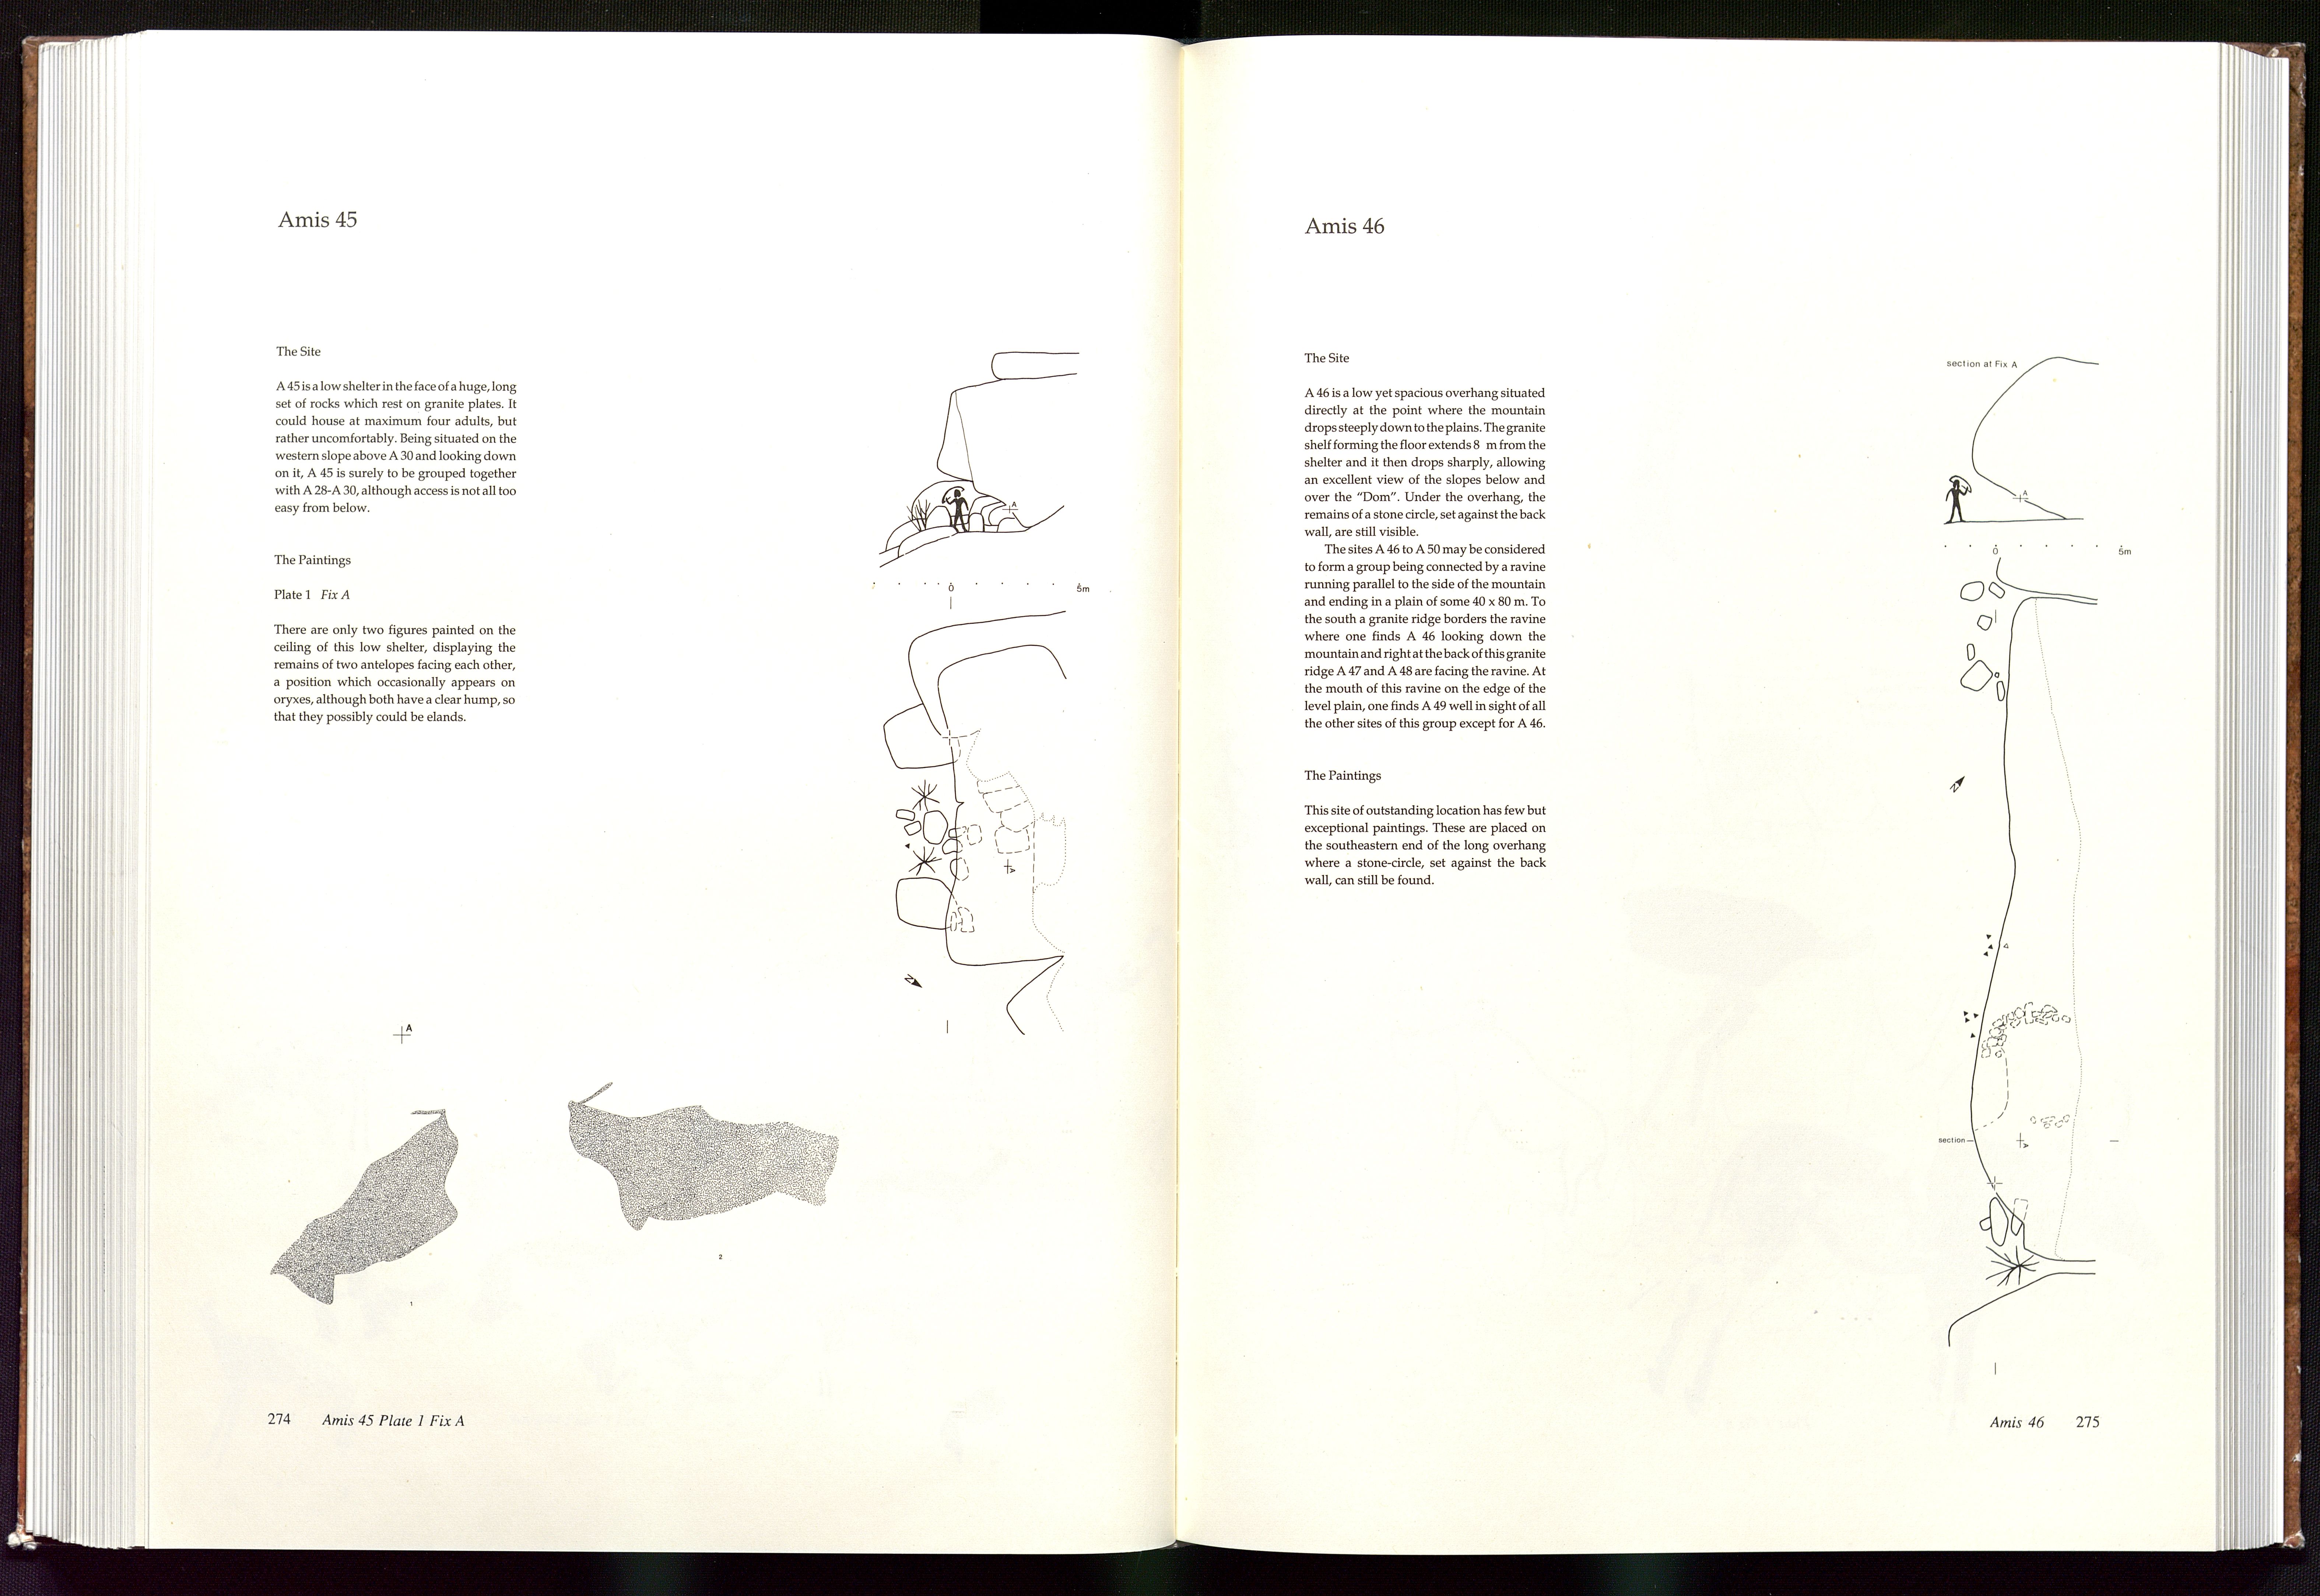 Amis 45
The Site
A 45 is a low shelter in the face of a huge, long
set of rocks which rest on granite plates. It
could house at maximum four adults, but
rather uncomfortably. Being situated on the
western slope above A 30 and looking down
on it, A 45 is surely to be grouped together
with A 28-A 30, although access is not all too
easy from below.
The Paintings
Plate 1 Fix A
There are only two figures painted on the
ceiling of this low shelter, displaying the
remains of two antelopes facing each other,
a position which occasionally appears on
oryxes, although both have a clear hump, so
that they possibly could be elands.
A
0 5m
A
N
A
1
2
274 Amis 45 Plate 1 Fix A
Amis 46
The Site
A 46 is a low yet spacious overhang situated
directly at the point where the mountain
drops steeply down to the plains. The granite
shelf forming the floor extends 8 m from the
shelter and it then drops sharply, allowing
an excellent view of the slopes below and
over the "Dom". Under the overhang, the
remains of a stone circle, set against the back
wall, are still visible.
The sites A 46 to A 50 may be considered
to form a group being connected by a ravine
running parallel to the side of the mountain
and ending in a plain of some 40 x 80 m. To
the south a granite ridge borders the ravine
where one finds A 46 looking down the
mountain and right at the back of this granite
ridge A 47 and A 48 are facing the ravine. At
the mouth of this ravine on the edge of the
level plain, one finds A 49 well in sight of all
the other sites of this group except for A 46.
The Paintings
This site of outstanding location has few but
exceptional paintings. These are placed on
the southeastern end of the long overhang
where a stone-circle, set against the back
wall, can still be found.
section at Fix A
A
0 5m
N
section
A
Amis 46 275